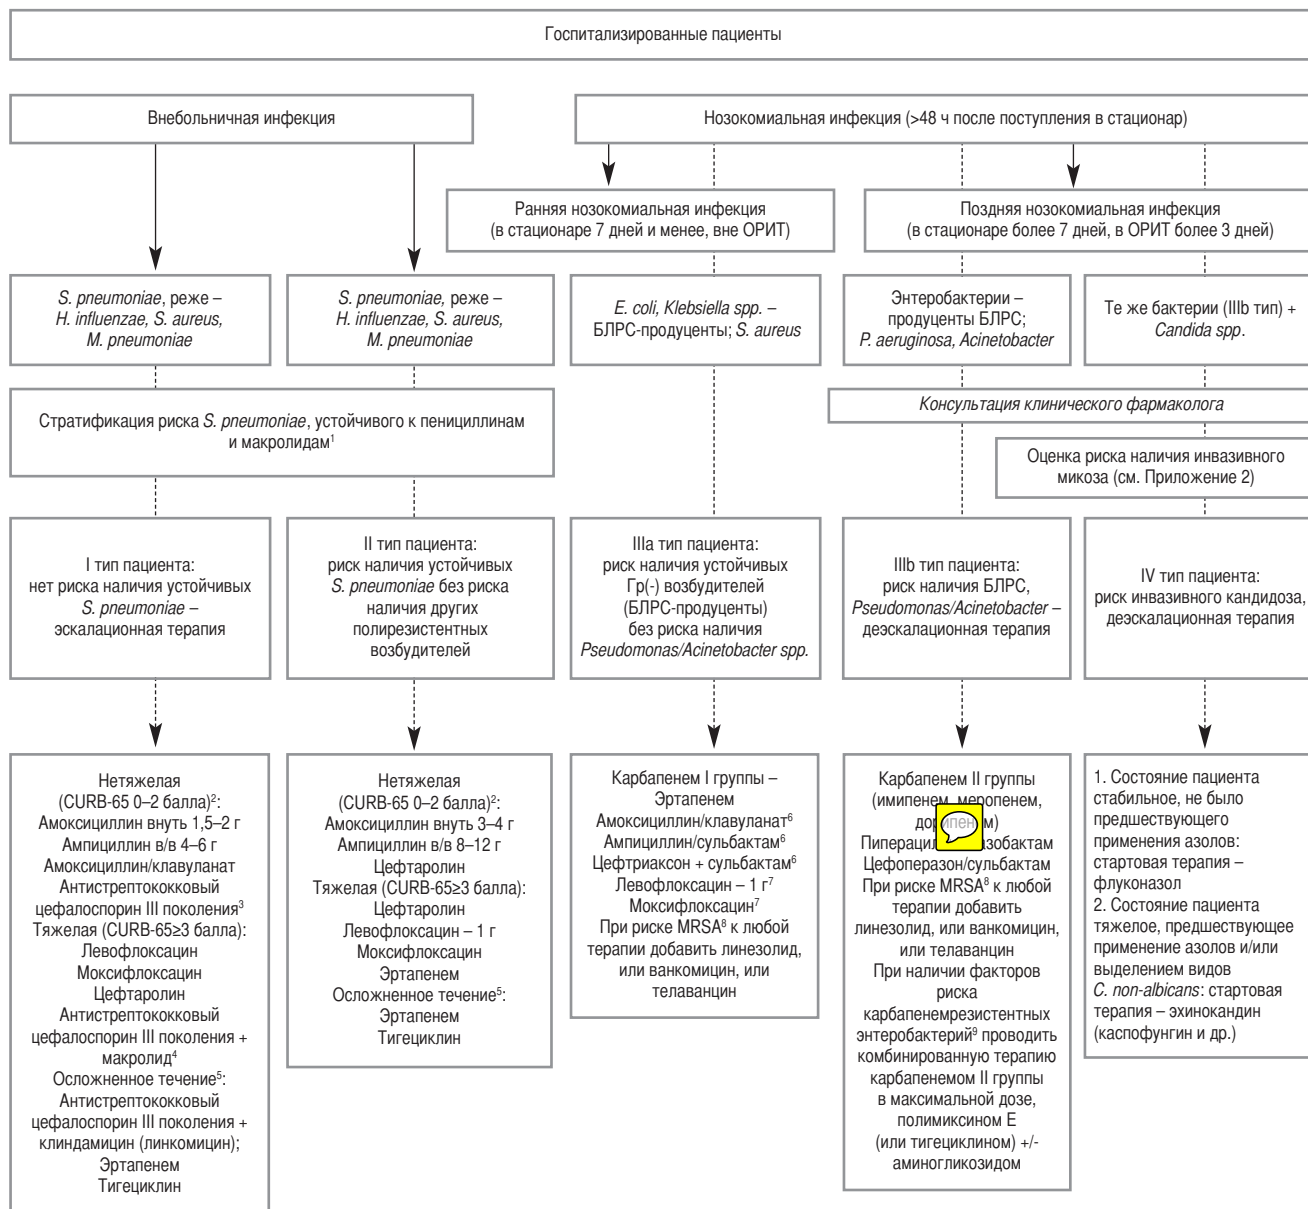 Госпитализированные пациенты
Внебольничная инфекция
Нозокомиальная инфекция (>48 ч после поступления в стационар)
Ранняя нозокомиальная инфекция
(в стационаре 7 дней и менее, вне ОРИТ)
Поздняя нозокомиальная инфекция
(в стационаре более 7 дней, в ОРИТ более 3 дней)
S. pneumoniae, реже –
H. influenzae, S. aureus,
M. pneumoniae
S. pneumoniae, реже –
H. influenzae, S. aureus,
M. pneumoniae
E. coli, Klebsiella spp. –
БЛРС-продуценты; S. aureus
Энтеробактерии –
продуценты БЛРС;
P. aeruginosa, Acinetobacter
Те же бактерии (IIIb тип) +
Candida spp.
Стратификация риска S. pneumoniae, устойчивого к пенициллинам
и макролидам1
Консультация клинического фармаколога
Оценка риска наличия инвазивного
микоза (см. Приложение 2)
I тип пациента:
нет риска наличия устойчивых
S. pneumoniae –
эскалационная терапия
II тип пациента:
риск наличия устойчивых
S. pneumoniae без риска
наличия других
полирезистентных
возбудителей
IIIa тип пациента:
риск наличия устойчивых
Гр(-) возбудителей
(БЛРС-продуценты)
без риска наличия
Pseudomonas/Acinetobacter spp.
IIIb тип пациента:
риск наличия БЛРС,
Pseudomonas/Acinetobacter –
деэскалационная терапия
IV тип пациента:
риск инвазивного кандидоза,
деэскалационная терапия
Нетяжелая
(CURB-65 0–2 балла)2:
Амоксициллин внуть 1,5–2 г
Ампициллин в/в 4–6 г
Амоксициллин/клавуланат
Антистрептококковый
цефалоспорин III поколения3
Тяжелая (CURB-65≥3 балла):
Левофлоксацин
Моксифлоксацин
Цефтаролин
Антистрептококковый
цефалоспорин III поколения +
макролид4
Осложненное течение5:
Антистрептококковый
цефалоспорин III поколения +
клиндамицин (линкомицин);
Эртапенем
Тигециклин
Нетяжелая
(CURB-65 0–2 балла)2:
Амоксициллин внуть 3–4 г
Ампициллин в/в 8–12 г
Цефтаролин
Тяжелая (CURB-65≥3 балла):
Цефтаролин
Левофлоксацин – 1 г
Моксифлоксацин
Эртапенем
Осложненное течение5:
Эртапенем
Тигециклин
Карбапенем I группы –
Эртапенем
Амоксициллин/клавуланат6
Ампициллин/сульбактам6
Цефтриаксон + сульбактам6
Левофлоксацин – 1 г7
Моксифлоксацин7
При риске MRSA8 к любой
терапии добавить линезолид,
или ванкомицин, или
телаванцин
Карбапенем II группы
(имипенем, меропенем,
дорипенем)
Цефоперазон/сульбактам
При риске MRSA8 к любой
терапии добавить
линезолид, или ванкомицин,
или телаванцин
При наличии факторов
риска
карбапенемрезистентных
энтеробактерий9 проводить
комбинированную терапию
карбапенемом II группы
в максимальной дозе,
полимиксином Е
(или тигециклином) +/-
аминогликозидом
1. Состояние пациента
стабильное, не было
предшествующего
применения азолов:
стартовая терапия –
флуконазол
2. Состояние пациента
тяжелое, предшествующее
применение азолов и/или
выделением видов
C. non-albicans: стартовая
терапия – эхинокандин
(каспофунгин и др.)